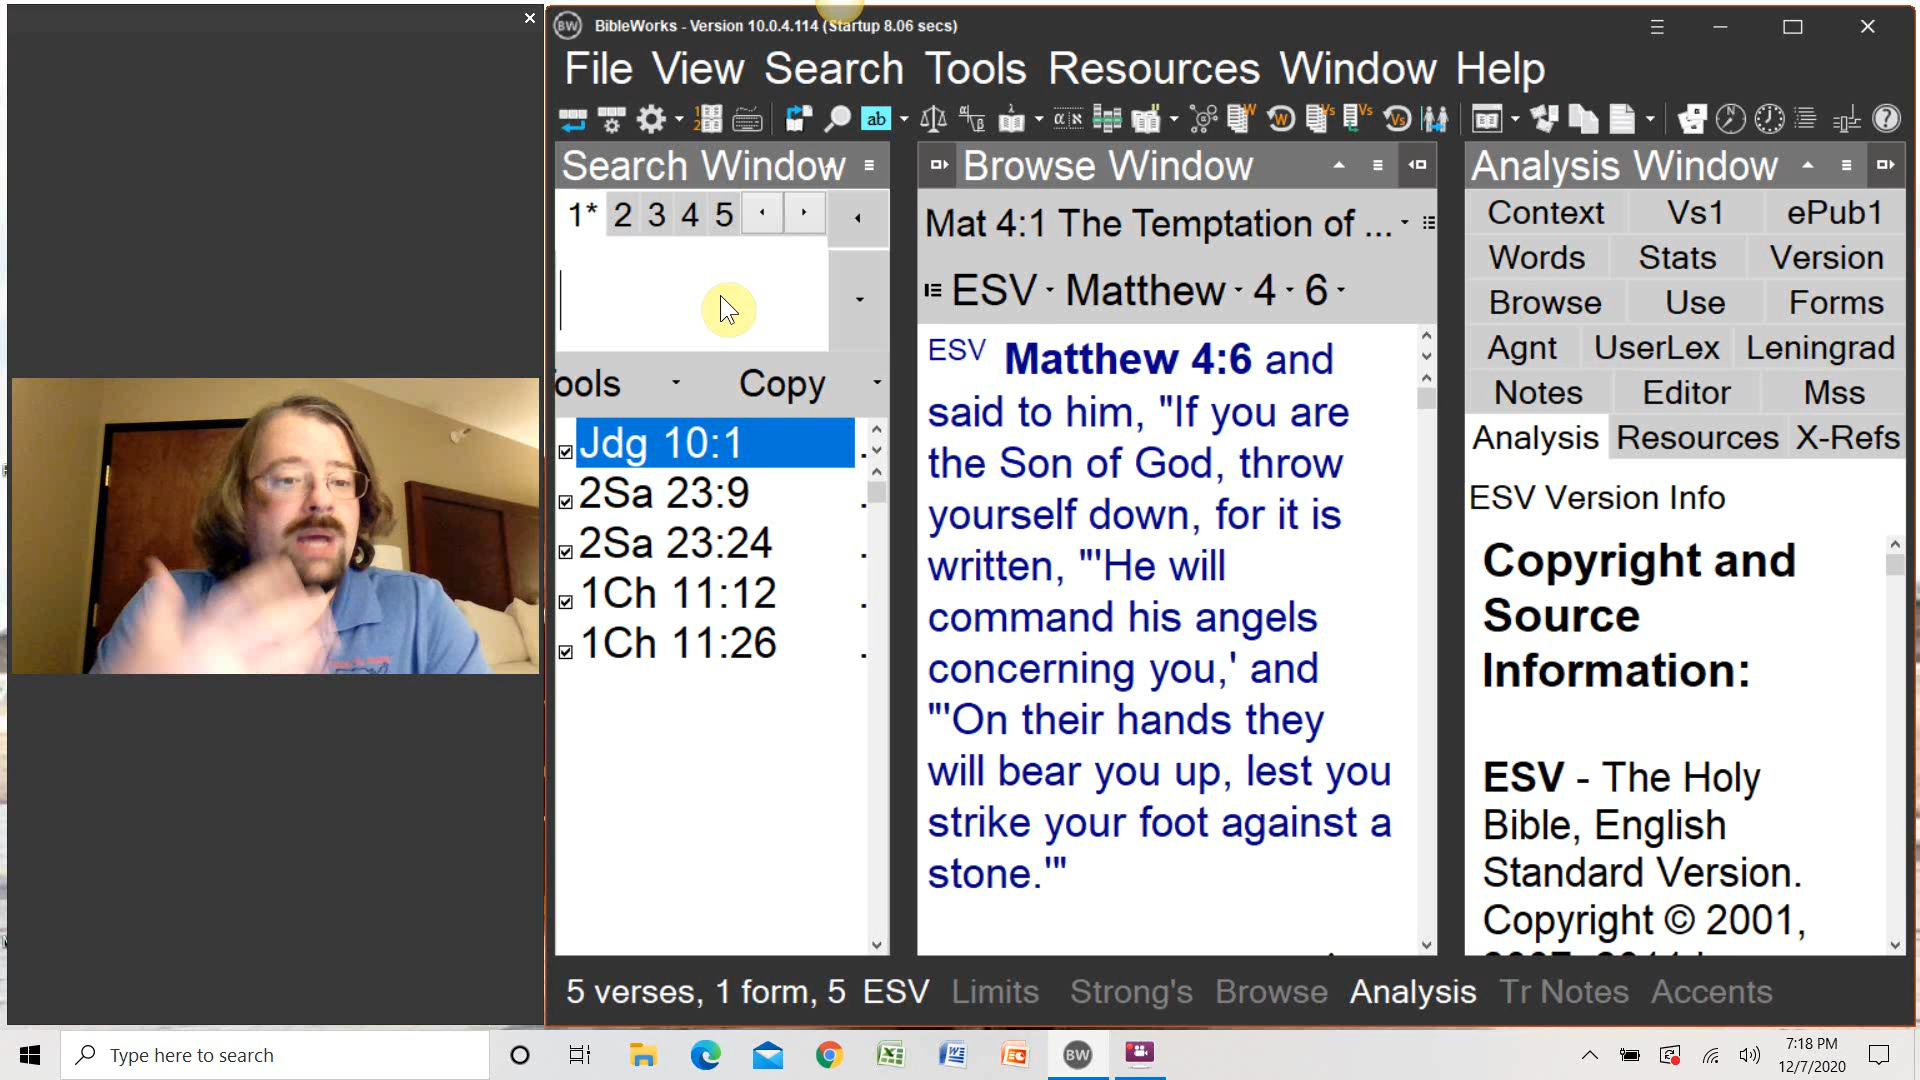 BW BibleWorks - Version 10.0.4.114 (Startup 8.06 secs)
File View Search Tools Resources Window Help
Search Window
1* 2 3 4 5
ools Copy
Jdg 10:1
2Sa 23:9
2Sa 23:24
1Ch 11:12
1Ch 11:26
Browse Window
Mat 4:1 The Temptation of ...
ESV Matthew 4 6
ESV Matthew 4:6 and
said to him, "If you are
the Son of God, throw
yourself down, for it is
written, "'He will
command his angels
concerning you,' and
"'On their hands they
will bear you up, lest you
strike your foot against a
stone.'"
Analysis Window
Context Vs1 ePub1
Words Stats Version
Browse Use Forms
Agnt UserLex Leningrad
Notes Editor Mss
Analysis Resources X-Refs
ESV Version Info
Copyright and
Source
Information:
ESV - The Holy
Bible, English
Standard Version.
Copyright © 2001,
5 verses, 1 form, 5 ESV Limits Strong's Browse Analysis Tr Notes Accents
Type here to search
BW
7:18 PM
12/7/2020